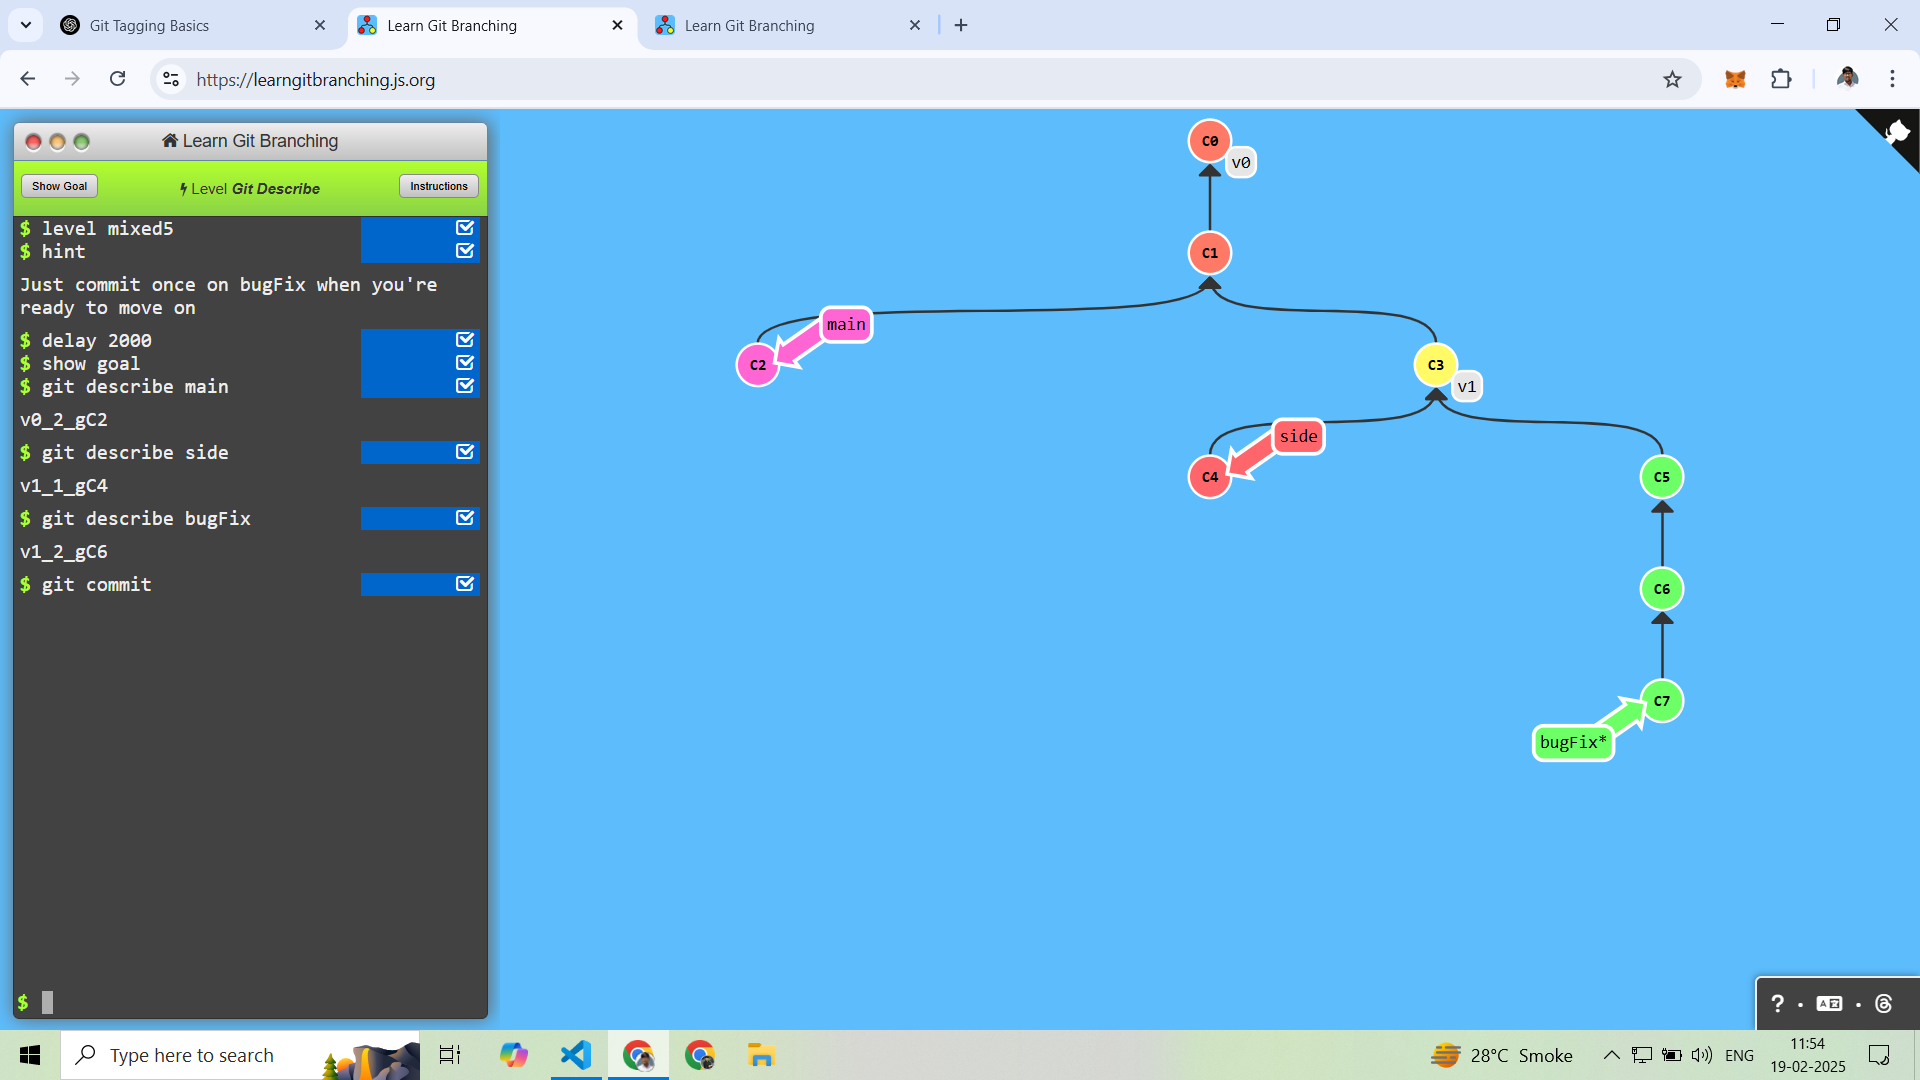 Git Tagging Basics
Learn Git Branching
Learn Git Branching
https://learngitbranching.js.org
Learn Git Branching
Show Goal
Level Git Describe
Instructions
$ level mixed5
$ hint
Just commit once on bugFix when you're
ready to move on
$ delay 2000
$ show goal
$ git describe main
v0_2_gC2
$ git describe side
v1_1_gC4
$ git describe bugFix
v1_2_gC6
$ git commit
$
C0
v0
C1
main
C2
C3
v1
side
C4
C5
C6
C7
bugFix*
?
Type here to search
28°C Smoke
ENG
11:54
19-02-2025